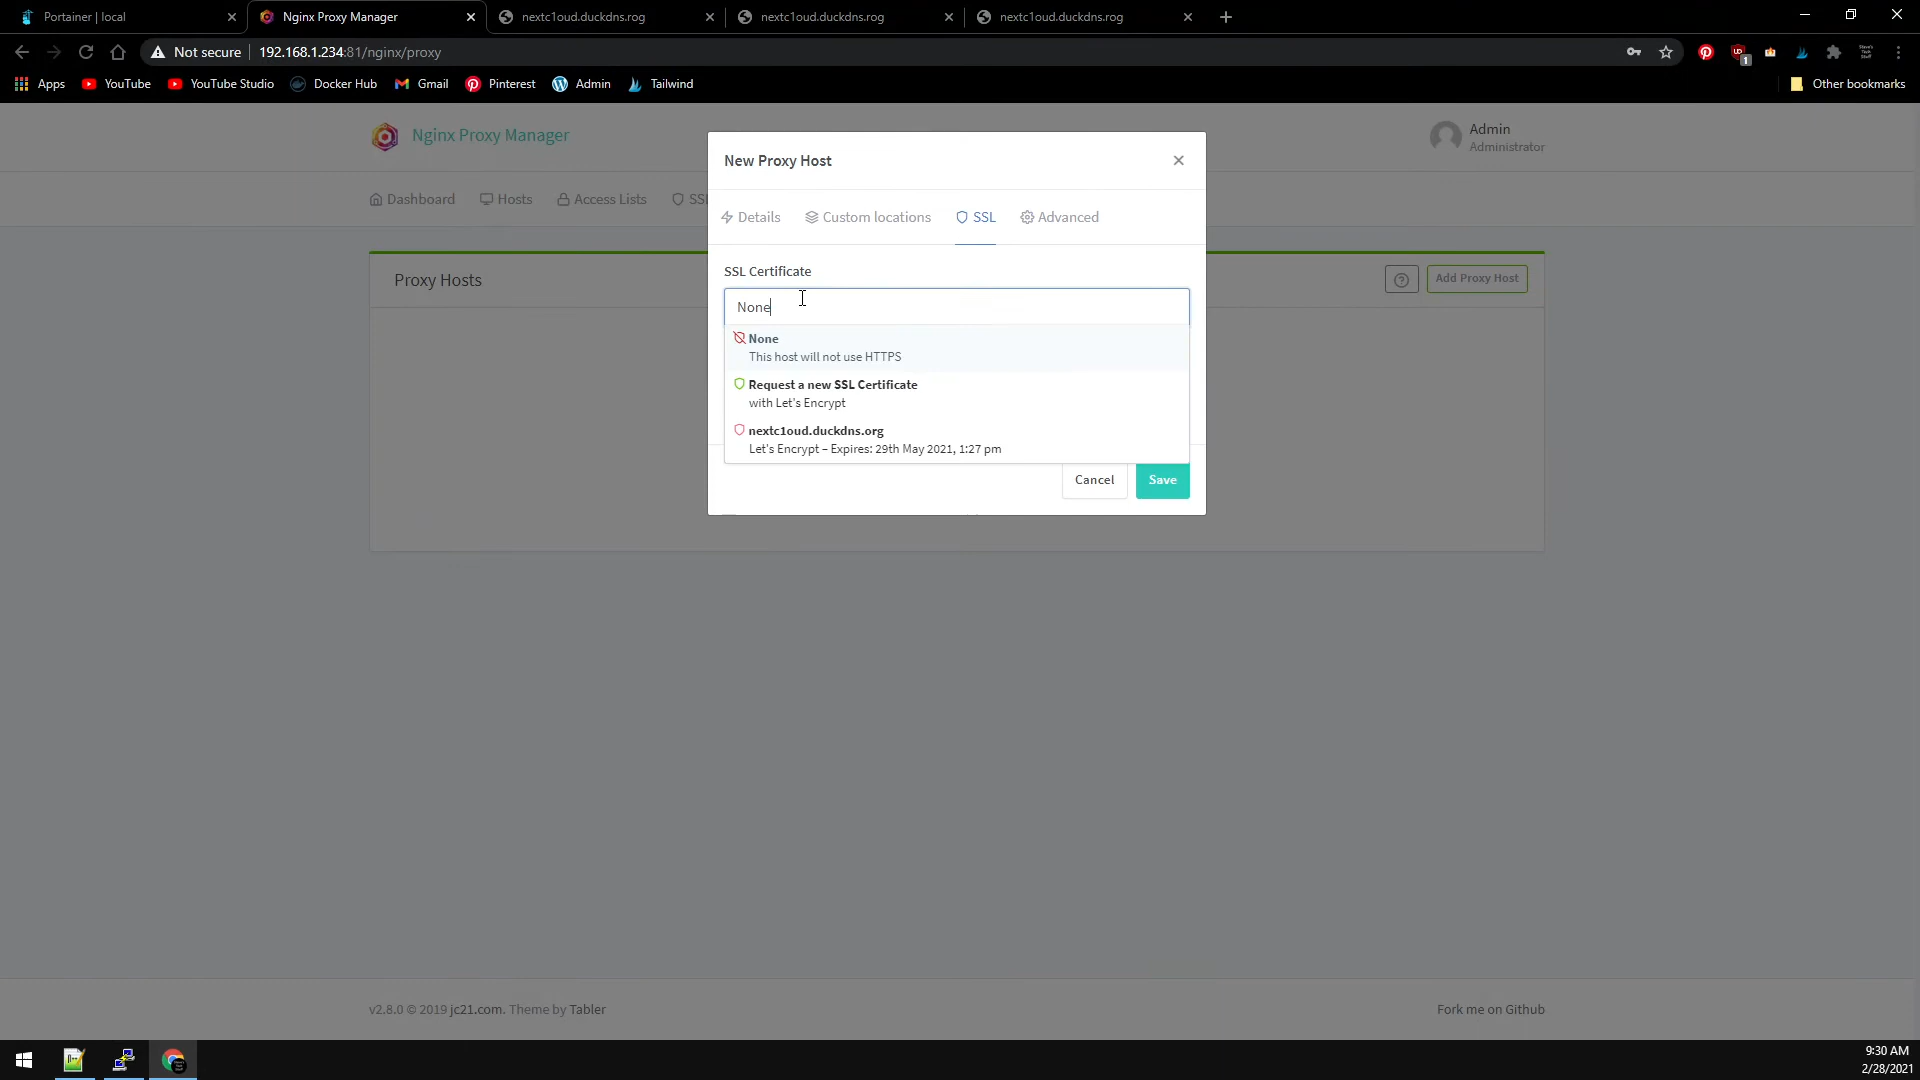 Portainer | local
Nginx Proxy Manager
nextc1oud.duckdns.rog
nextc1oud.duckdns.rog
nextc1oud.duckdns.rog
Not secure
192.168.1.234:81/nginx/proxy
1
Apps
YouTube
YouTube Studio
Docker Hub
Gmail
Pinterest
Admin
Tailwind
Other bookmarks
Nginx Proxy Manager
Admin
Administrator
Dashboard
Hosts
Access Lists
SSL
Proxy Hosts
Add Proxy Host
New Proxy Host
Details
Custom locations
SSL
Advanced
SSL Certificate
None
None
This host will not use HTTPS
Request a new SSL Certificate
with Let's Encrypt
nextc1oud.duckdns.org
Let's Encrypt – Expires: 29th May 2021, 1:27 pm
Cancel
Save
v2.8.0 © 2019 jc21.com. Theme by Tabler
Fork me on Github
9:30 AM
2/28/2021